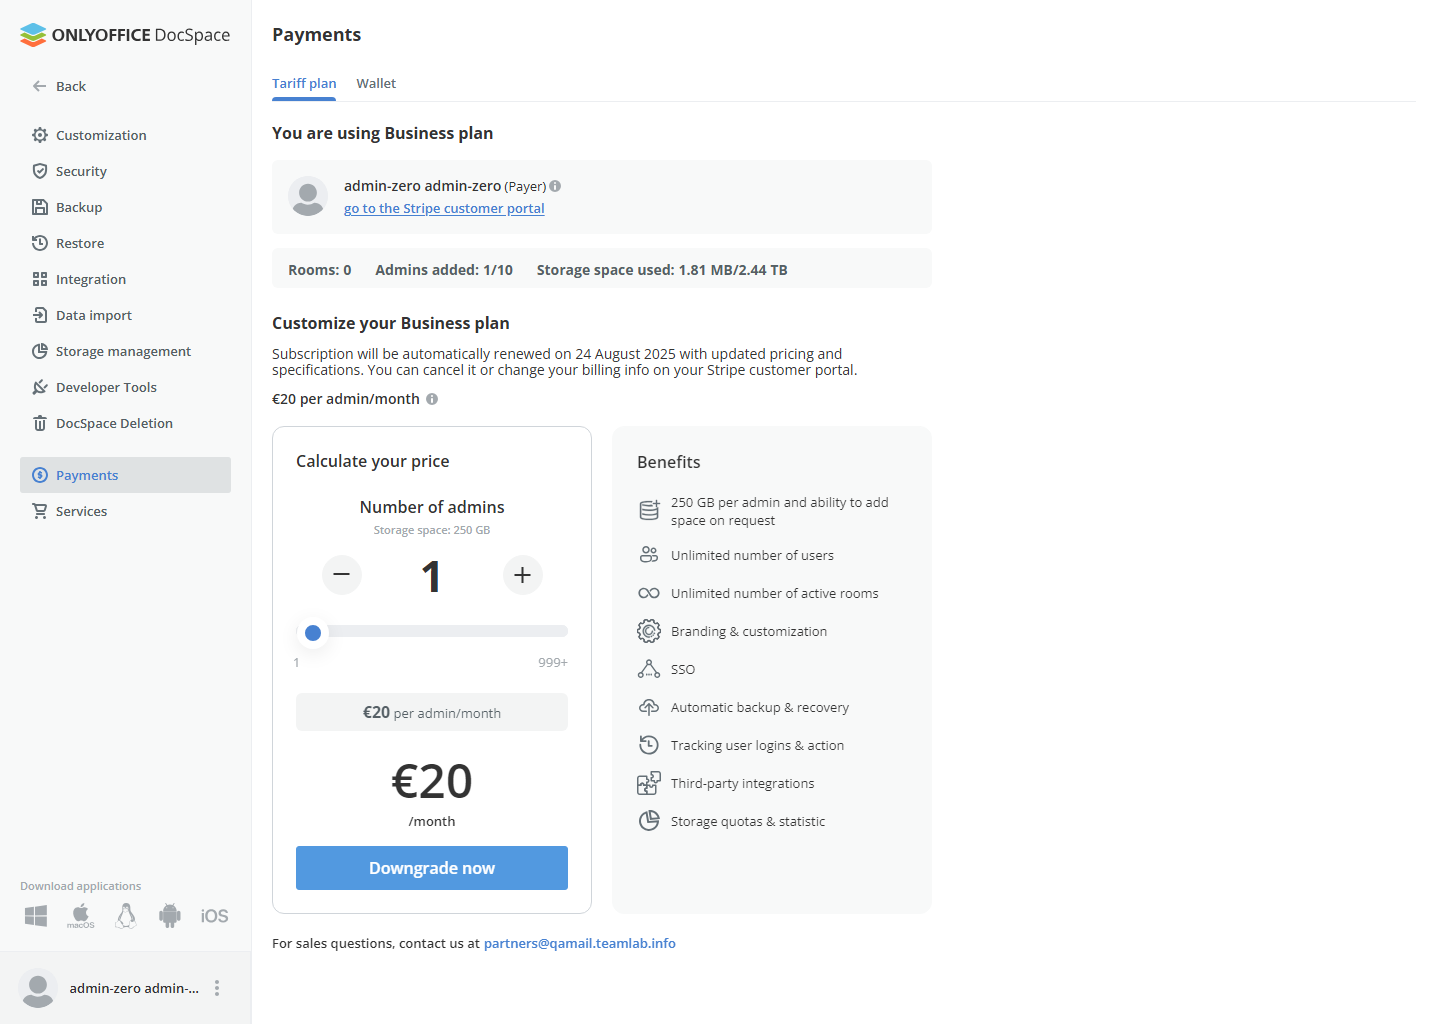 ONLYOFFICE DocSpace
Back
Customization
Security
Backup
Restore
Integration
Data import
Storage management
Developer Tools
DocSpace Deletion
Payments
Services
Download applications
macOS
iOS
admin-zero admin-...
Payments
Tariff plan
Wallet
You are using Business plan
admin-zero admin-zero (Payer)
go to the Stripe customer portal
Rooms: 0 Admins added: 1/10 Storage space used: 1.81 MB/2.44 TB
Customize your Business plan
Subscription will be automatically renewed on 24 August 2025 with updated pricing and
specifications. You can cancel it or change your billing info on your Stripe customer portal.
€20 per admin/month
Calculate your price
Number of admins
Storage space: 250 GB
1
1 999+
€20 per admin/month
€20
/month
Downgrade now
Benefits
250 GB per admin and ability to add
space on request
Unlimited number of users
Unlimited number of active rooms
Branding & customization
SSO
Automatic backup & recovery
Tracking user logins & action
Third-party integrations
Storage quotas & statistic
For sales questions, contact us at partners@qamail.teamlab.info